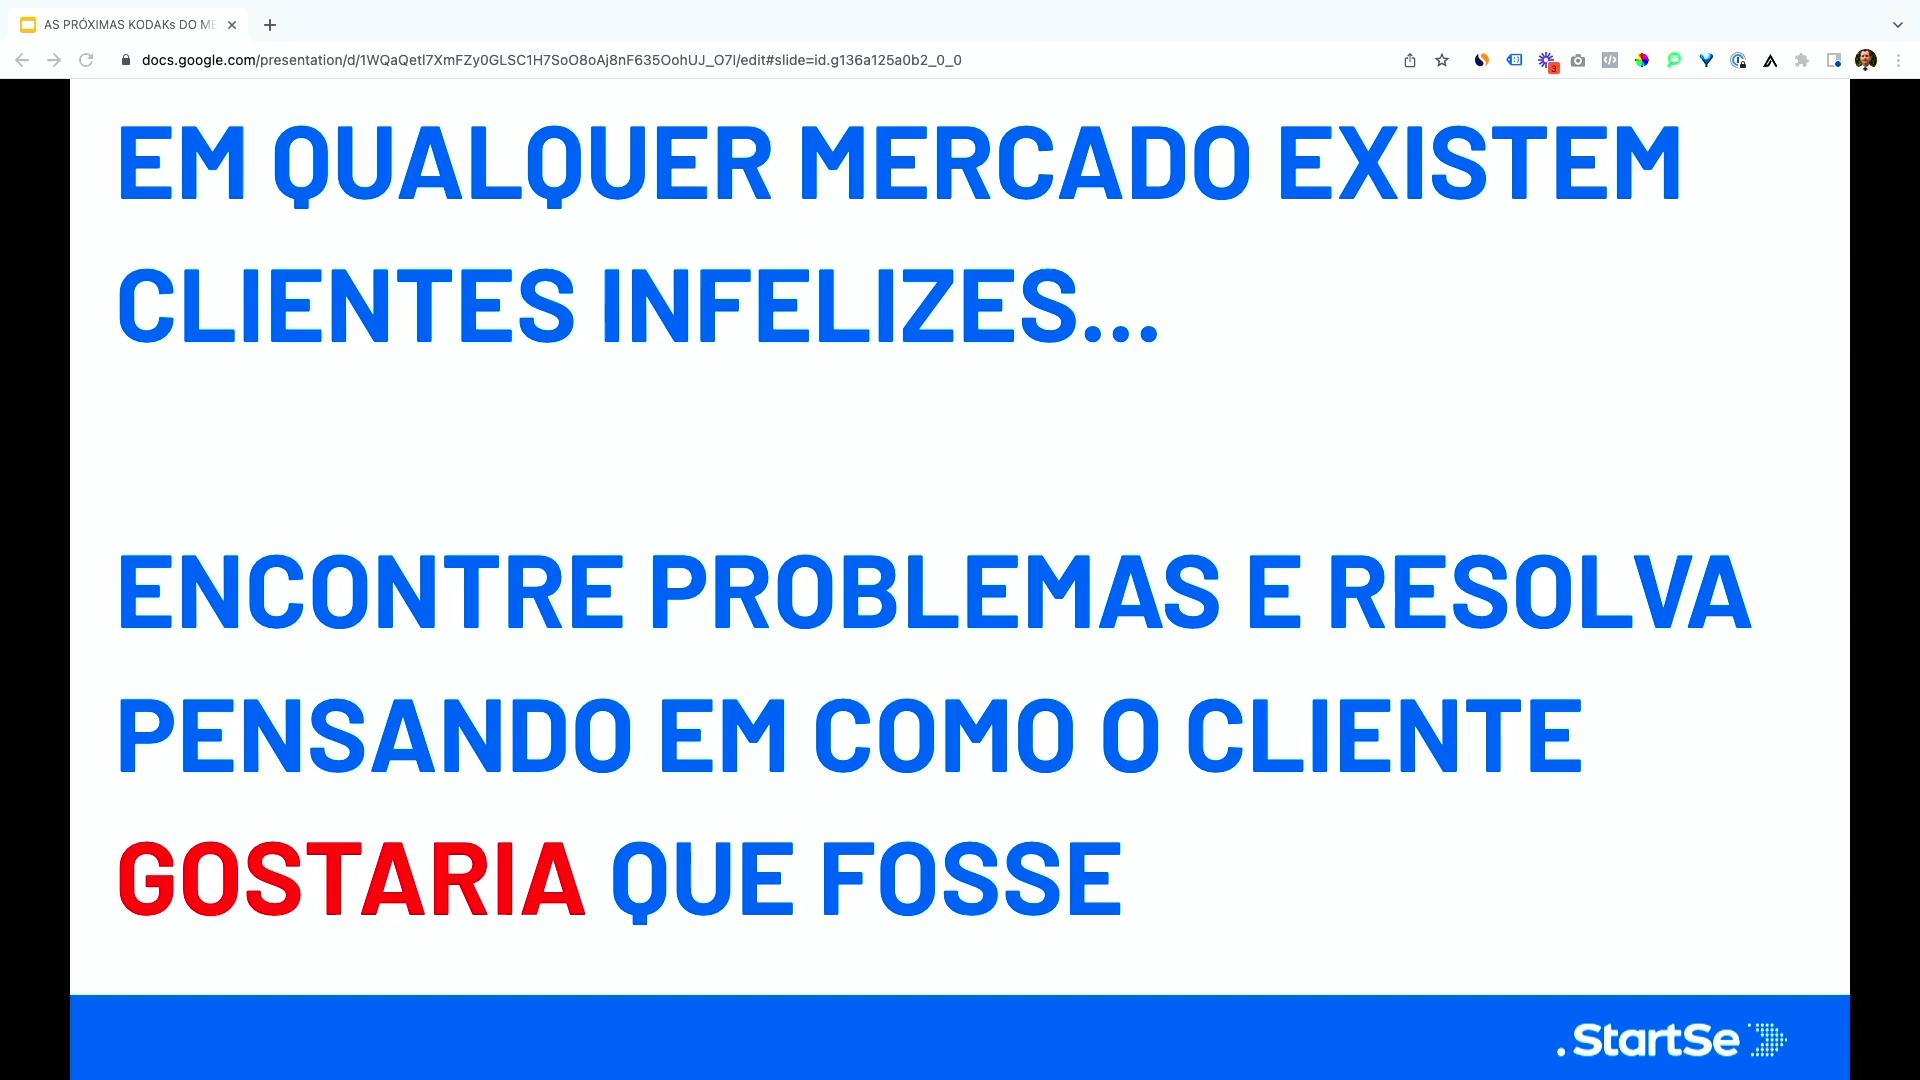 AS PRÓXIMAS KODAKs DO ME
docs.google.com/presentation/d/1WQaQetl7XmFZy0GLSC1H7SoO8oAj8nF635OohUJ_O7I/edit#slide=id.g136a125a0b2_0_0
3
EM QUALQUER MERCADO EXISTEM
CLIENTES INFELIZES...
ENCONTRE PROBLEMAS E RESOLVA
PENSANDO EM COMO O CLIENTE
GOSTARIA QUE FOSSE
.StartSe